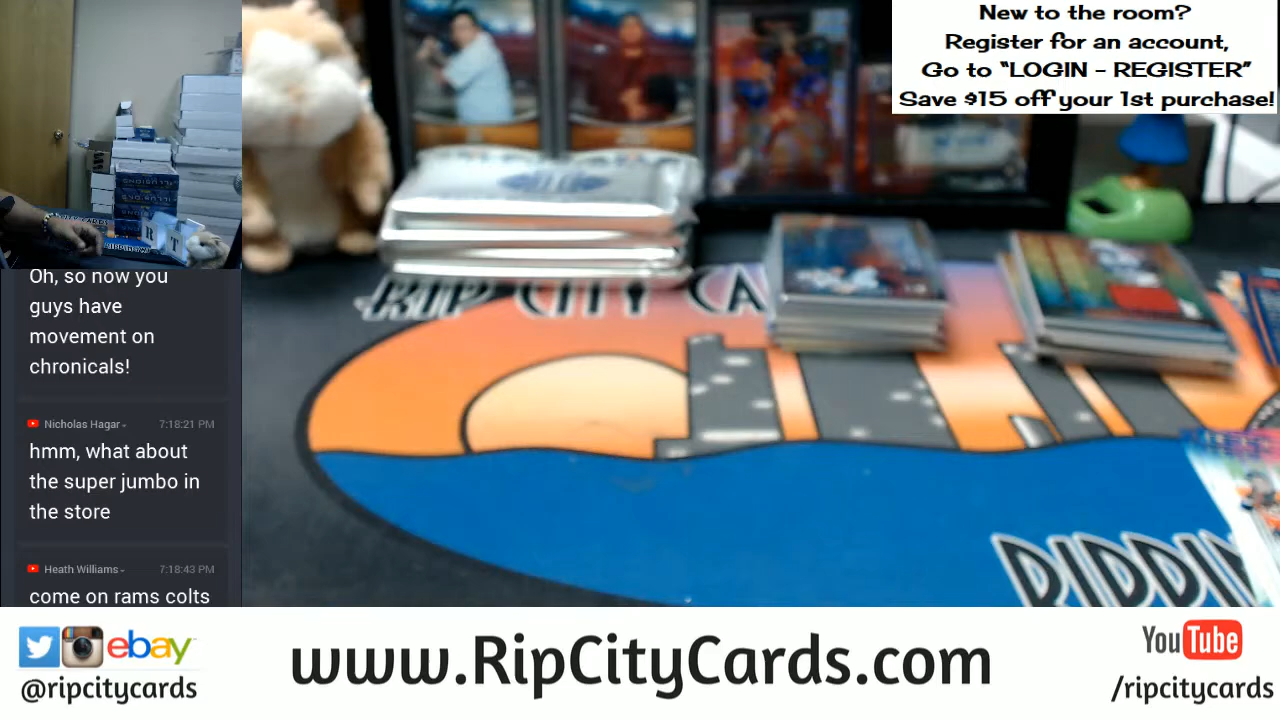 New to the room?
Register for an account,
Go to “LOGIN - REGISTER”
Save $15 off your 1st purchase!
RIP CITY CA
Oh, so now you
guys have
movement on
chronicals!
Nicholas Hagar 7:18:21 PM
hmm, what about
the super jumbo in
the store
Heath Williams 7:18:43 PM
come on rams colts
ebay
@ripcitycards
www.RipCityCards.com
YouTube
/ripcitycards